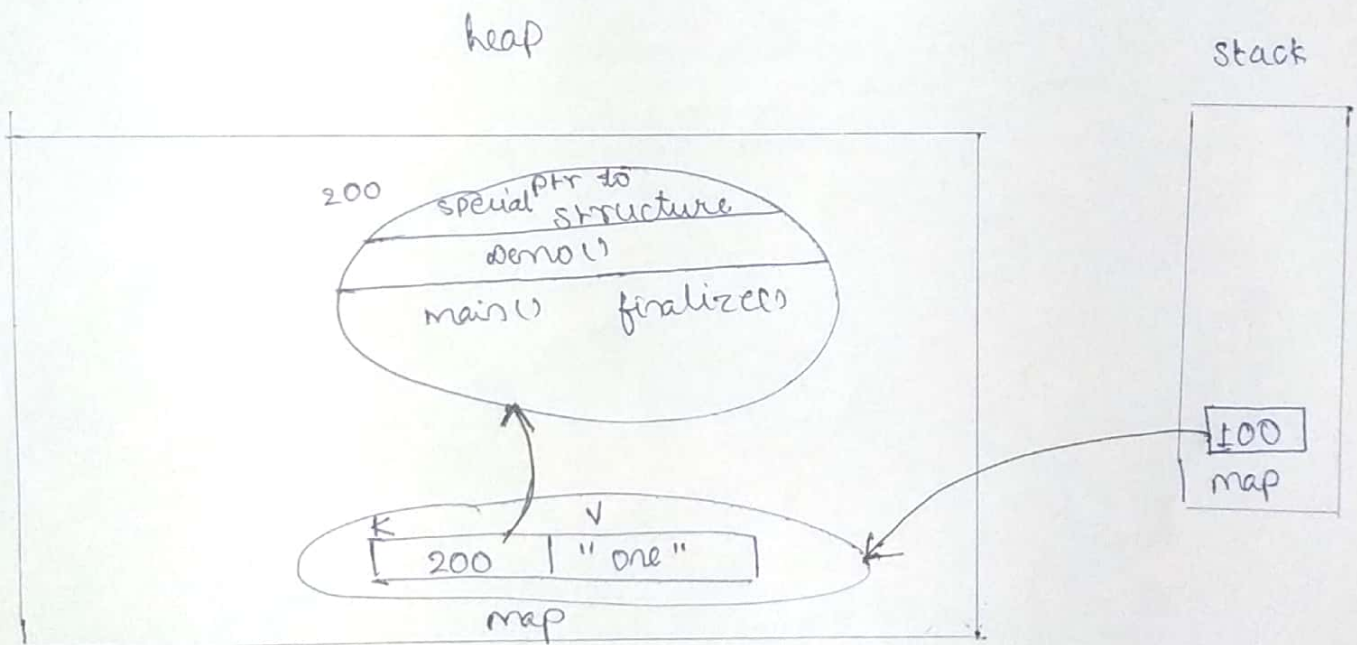 heap
stack
200
special ptr to
structure
Demo()
main() finalize()
100
map
K V
200 "one"
map